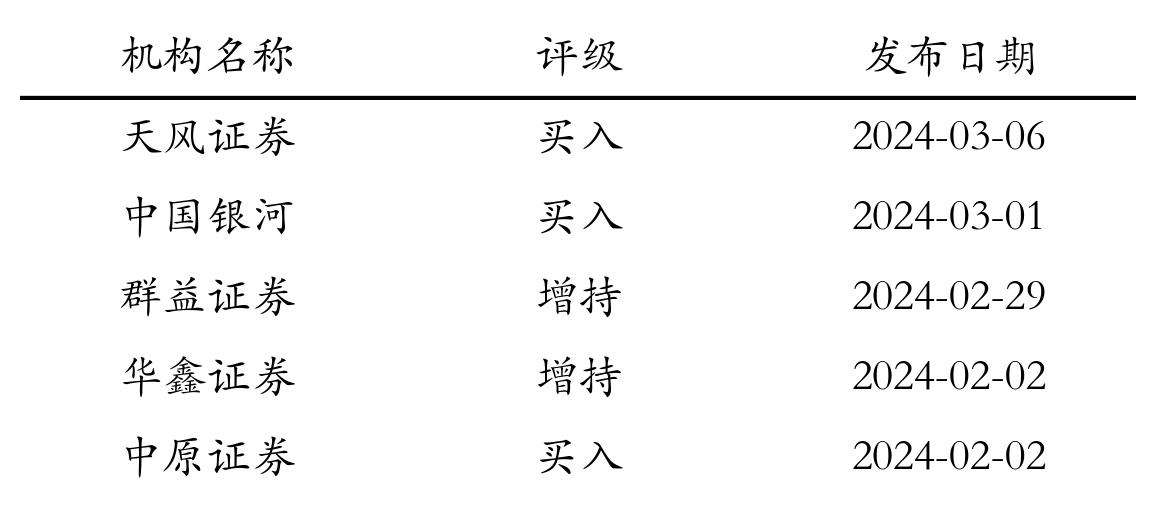 机构名称 评级 发布日期
天风证券 买入 2024-03-06
中国银河 买入 2024-03-01
群益证券 增持 2024-02-29
华鑫证券 增持 2024-02-02
中原证券 买入 2024-02-02